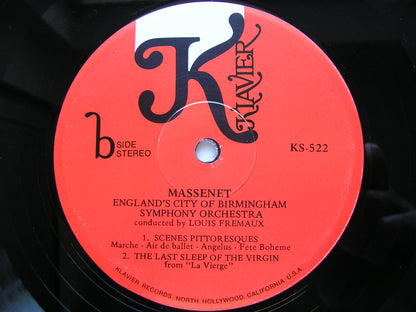 KLAVIER
b SIDE
STEREO
KS-522
MASSENET
ENGLAND'S CITY OF BIRMINGHAM
SYMPHONY ORCHESTRA
conducted by LOUIS FREMAUX
1. SCENES PITTORESQUES
Marche - Air de ballet - Angelus - Fete Boheme
2. THE LAST SLEEP OF THE VIRGIN
from "La Vierge"
KLAVIER RECORDS, NORTH HOLLYWOOD, CALIFORNIA U.S.A.